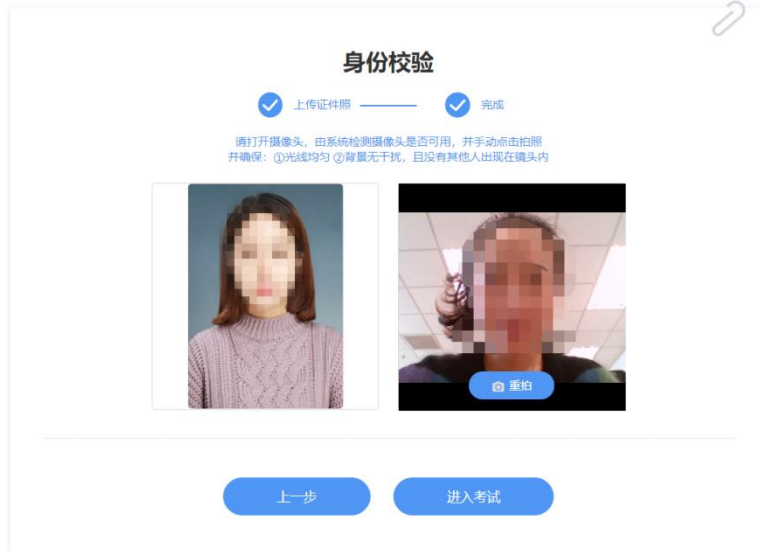 身份校验
上传证件照
完成
请打开摄像头，由系统检测摄像头是否可用，并手动点击拍照
并确保：①光线均匀 ②背景无干扰，且没有其他人出现在镜头内
重拍
上一步
进入考试